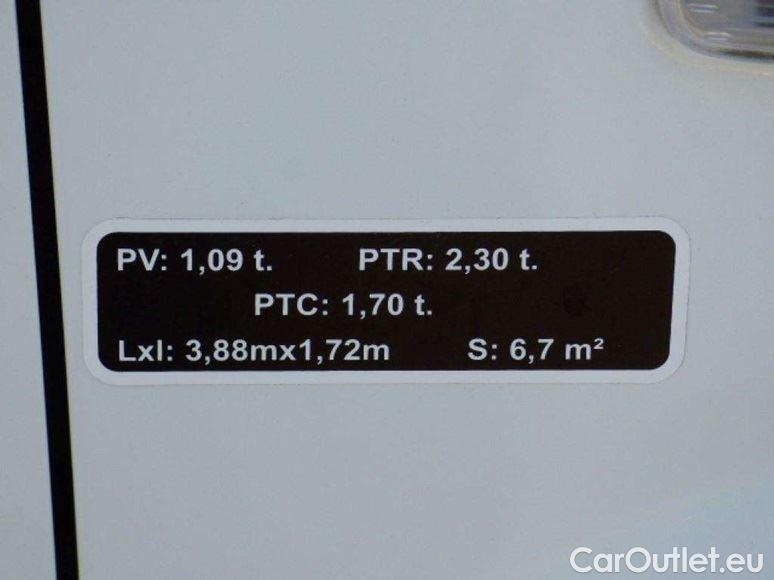 PV: 1,09 t. PTR: 2,30 t.
PTC: 1,70 t.
Lxl: 3,88mx1,72m S: 6,7 m²
CarOutlet.eu